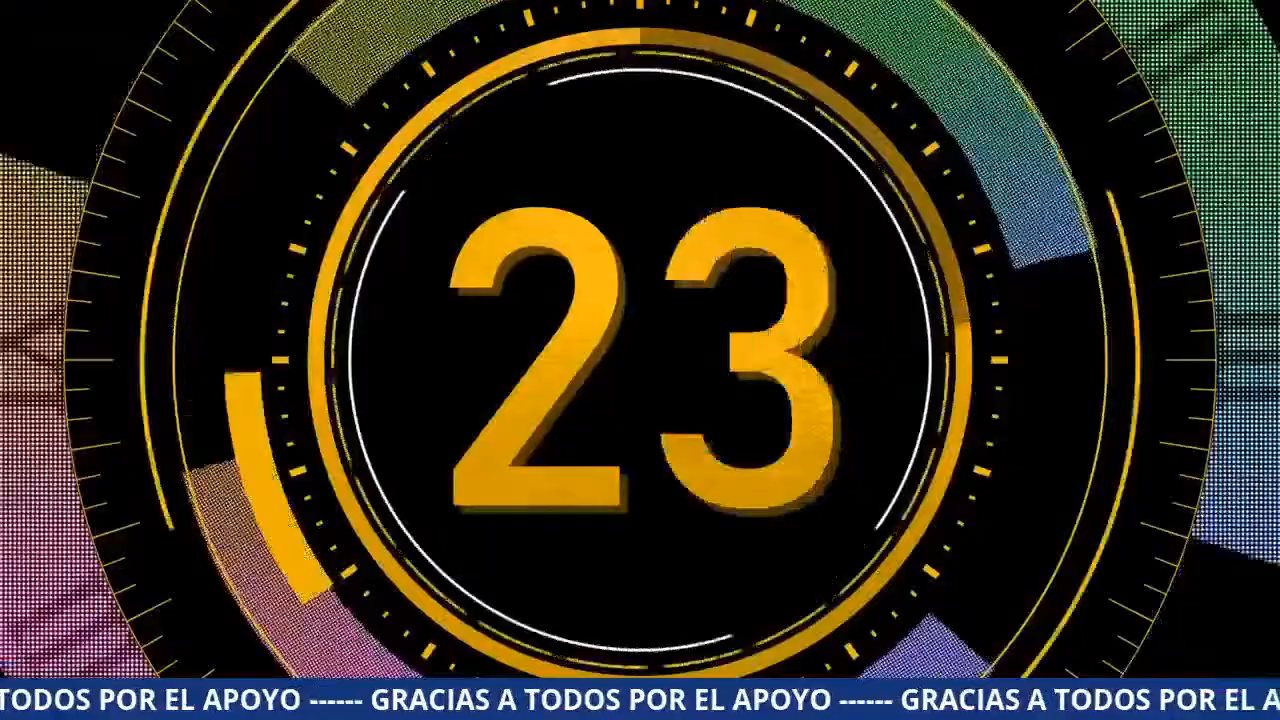 23
TODOS POR EL APOYO ------ GRACIAS A TODOS POR EL APOYO ------ GRACIAS A TODOS POR EL A